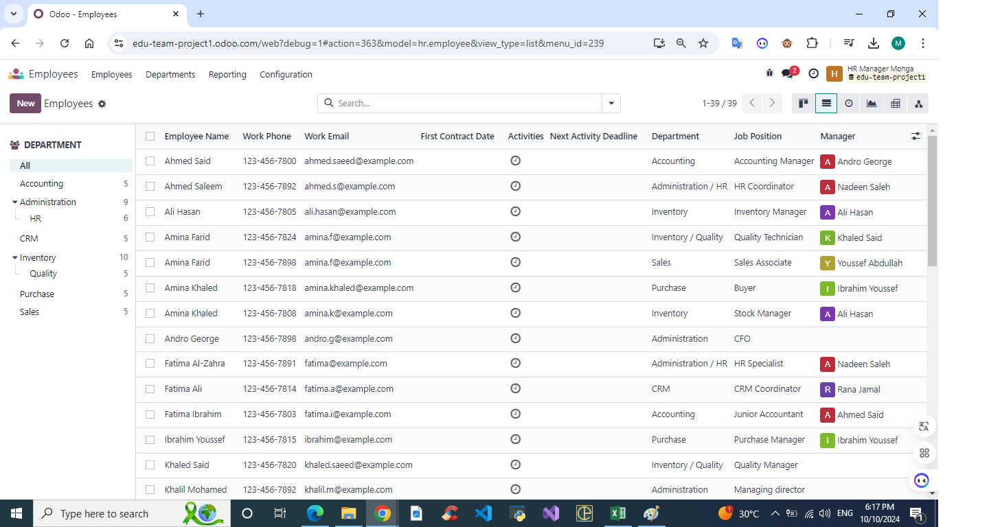 Odoo - Employees
edu-team-project1.odoo.com/web?debug=1#action=363&model=hr.employee&view_type=list&menu_id=239
M
Employees Employees Departments Reporting Configuration
2 H HR Manager Mohga
edu-team-project1
New Employees Search... 1-39 / 39
DEPARTMENT
All
Accounting 5
Administration 9
HR 6
CRM 5
Inventory 10
Quality 5
Purchase 5
Sales 5
Employee Name Work Phone Work Email First Contract Date Activities Next Activity Deadline Department Job Position Manager
Ahmed Said 123-456-7800 ahmed.saeed@example.com Accounting Accounting Manager A Andro George
Ahmed Saleem 123-456-7892 ahmed.s@example.com Administration / HR HR Coordinator A Nadeen Saleh
Ali Hasan 123-456-7805 ali.hasan@example.com Inventory Inventory Manager A Ali Hasan
Amina Farid 123-456-7824 amina.f@example.com Inventory / Quality Quality Technician K Khaled Said
Amina Farid 123-456-7898 amina.f@example.com Sales Sales Associate Y Youssef Abdullah
Amina Khaled 123-456-7818 amina.khaled@example.com Purchase Buyer I Ibrahim Youssef
Amina Khaled 123-456-7808 amina.k@example.com Inventory Stock Manager A Ali Hasan
Andro George 123-456-7898 andro.g@example.com Administration CFO
Fatima Al-Zahra 123-456-7891 fatima@example.com Administration / HR HR Specialist A Nadeen Saleh
Fatima Ali 123-456-7814 fatima.a@example.com CRM CRM Coordinator R Rana Jamal
Fatima Ibrahim 123-456-7803 fatima.i@example.com Accounting Junior Accountant A Ahmed Said
Ibrahim Youssef 123-456-7815 ibrahim@example.com Purchase Purchase Manager I Ibrahim Youssef
Khaled Said 123-456-7820 khaled.saeed@example.com Inventory / Quality Quality Manager
Khalil Mohamed 123-456-7892 khalil.m@example.com Administration Managing director
Type here to search 1 30°C ENG 6:17 PM
10/10/2024 1